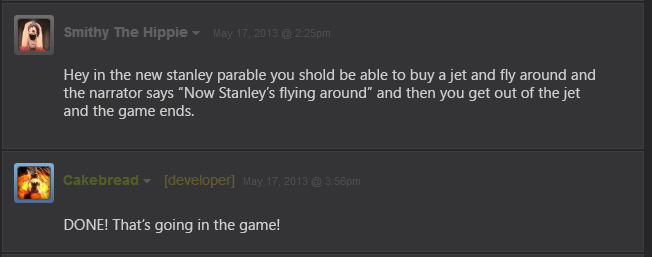 Smithy The Hippie May 17, 2013 @ 2:25pm
Hey in the new stanley parable you shold be able to buy a jet and fly around and
the narrator says “Now Stanley’s flying around” and then you get out of the jet
and the game ends.
Cakebread [developer] May 17, 2013 @ 3:56pm
DONE! That’s going in the game!